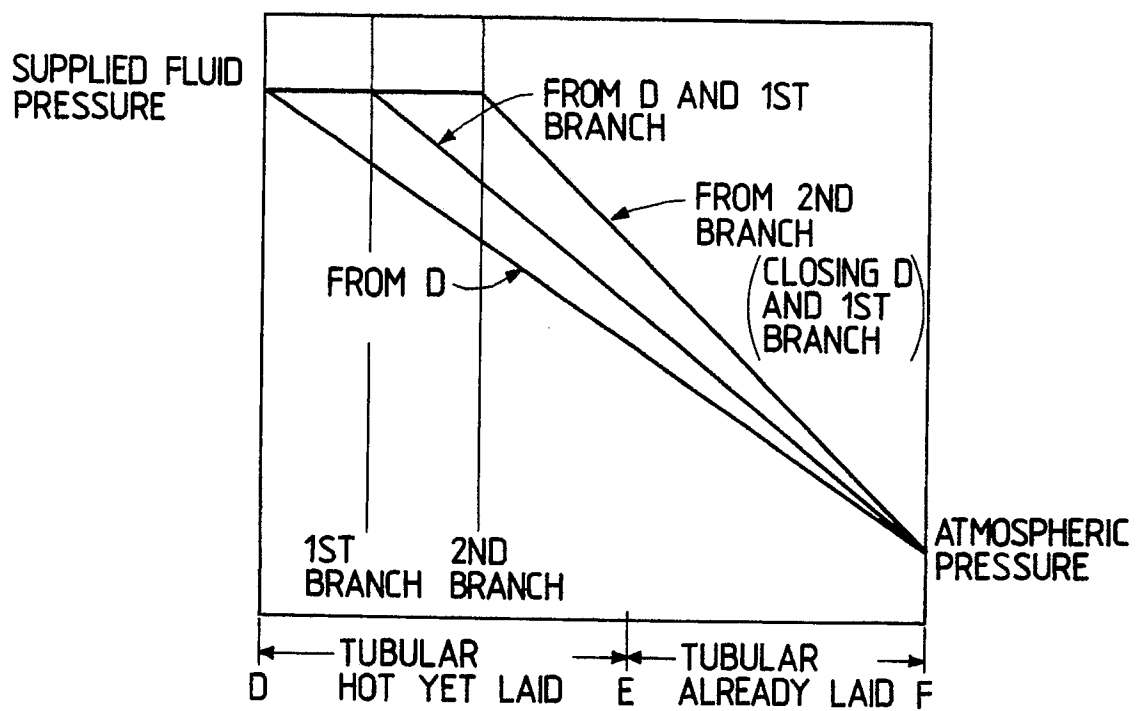 SUPPLIED FLUID
PRESSURE
FROM D AND 1ST
BRANCH
FROM 2ND
BRANCH
(CLOSING D
AND 1ST
BRANCH)
FROM D
1ST
BRANCH
2ND
BRANCH
ATMOSPHERIC
PRESSURE
TUBULAR
HOT YET LAID
TUBULAR
ALREADY LAID
D
E
F